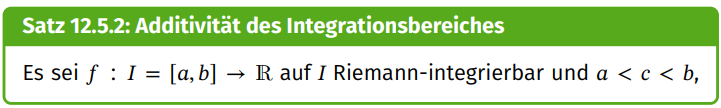 Satz 12.5.2: Additivität des Integrationsbereiches
Es sei f : I = [a, b] → ℝ auf I Riemann-integrierbar und a < c < b,